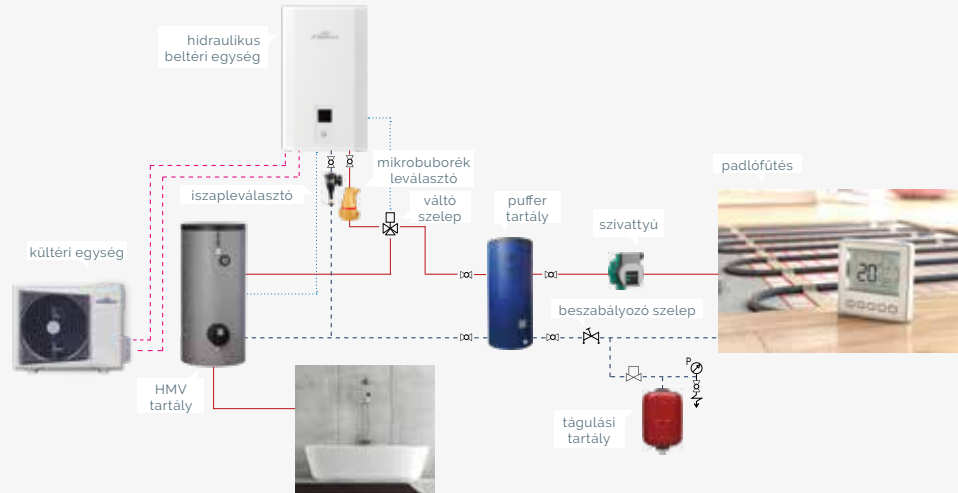 hidraulikus
beltéri egység
mikrobuborék
leválasztó
padlófűtés
iszapleválasztó
váltó
szelep
puffer
tartály
szivattyú
kültéri egység
20
beszabályozó szelep
P
HMV
tartály
tágulási
tartály